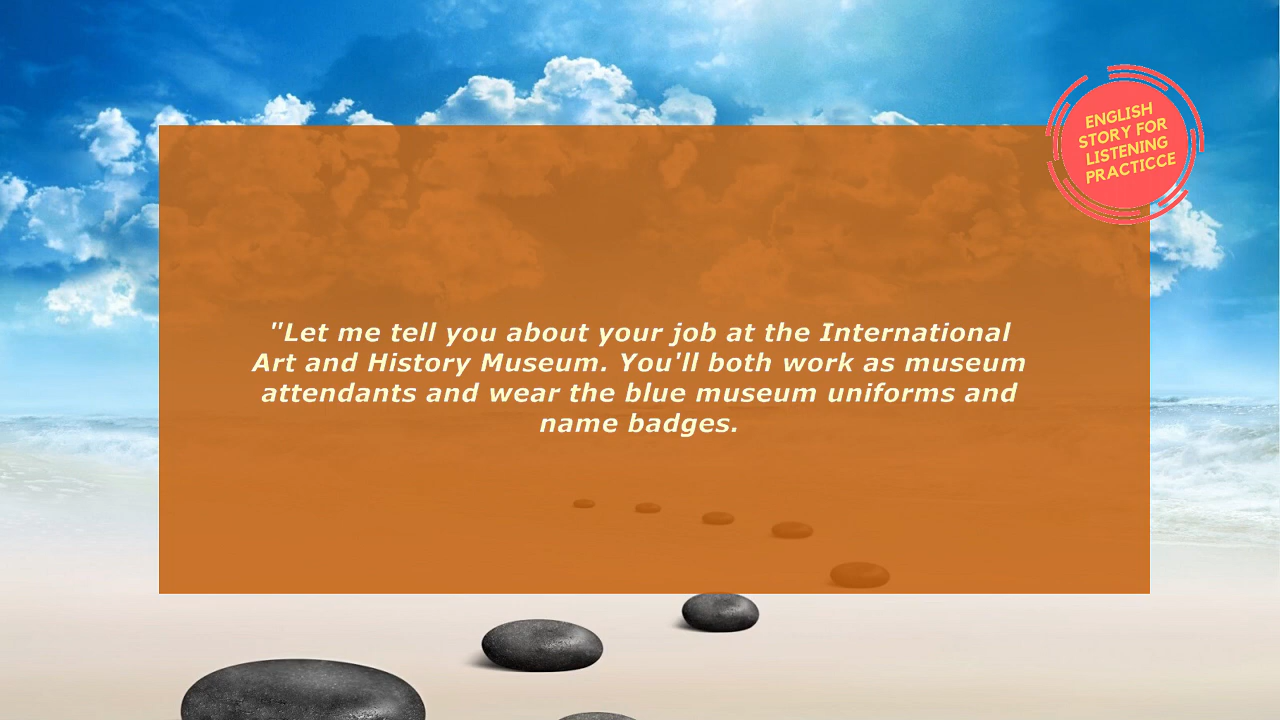 ENGLISH
STORY FOR
LISTENING
PRACTICCE
"Let me tell you about your job at the International
Art and History Museum. You'll both work as museum
attendants and wear the blue museum uniforms and
name badges.